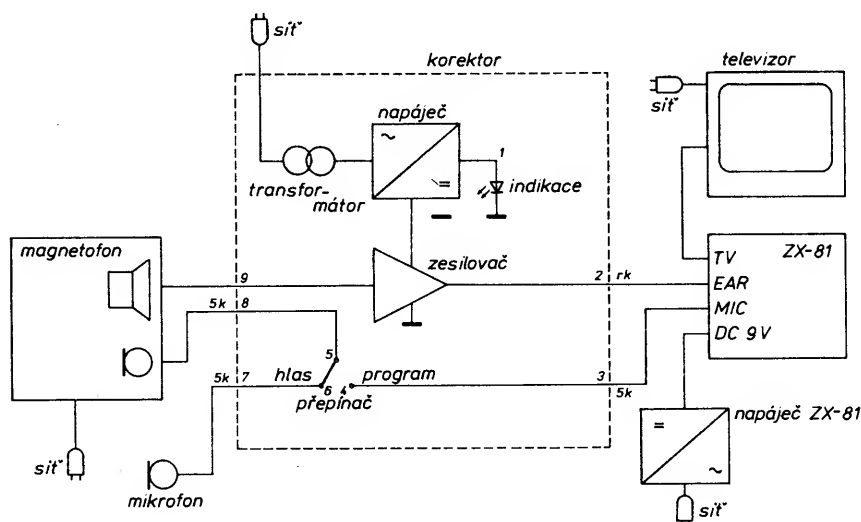 síť
korektor
televizor
síť
napáječ
~
=
1
indikace
transfor-
mátor
magnetofon
zesilovač
9
2 rk
5k 8
5
5k 7
hlas
6 4
program
přepínač
3
5k
TV
ZX-81
EAR
MIC
DC 9V
síť
mikrofon
=
~
napáječ ZX-81
síť